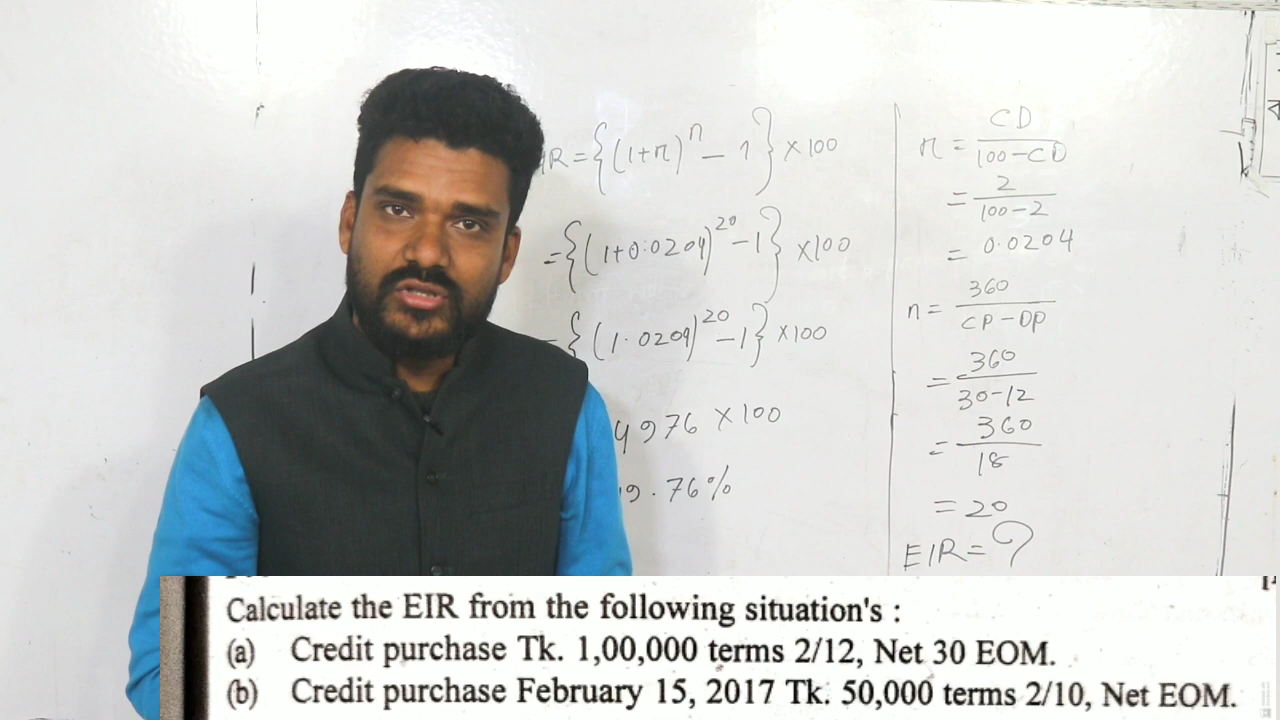 IR = {(1+r)^n - 1} × 100
= {(1+0.0204)^20 - 1} × 100
= {(1.0204)^20 - 1} × 100
4976 × 100
9.76%
r = CD / 100-CD
= 2 / 100-2
= 0.0204
n = 360 / CP-DP
= 360 / 30-12
= 360 / 18
= 20
EIR = ?
Calculate the EIR from the following situation's :
(a) Credit purchase Tk. 1,00,000 terms 2/12, Net 30 EOM.
(b) Credit purchase February 15, 2017 Tk. 50,000 terms 2/10, Net EOM.